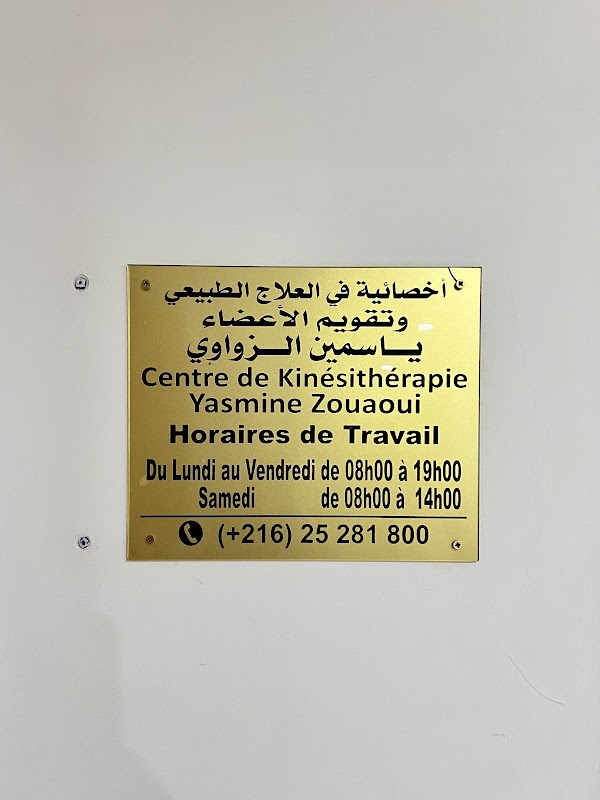 أخصائية في العلاج الطبيعي
وتقويم الأعضاء
ياسمين الزواوي
Centre de Kinésithérapie
Yasmine Zouaoui
Horaires de Travail
Du Lundi au Vendredi de 08h00 à 19h00
Samedi de 08h00 à 14h00
(+216) 25 281 800